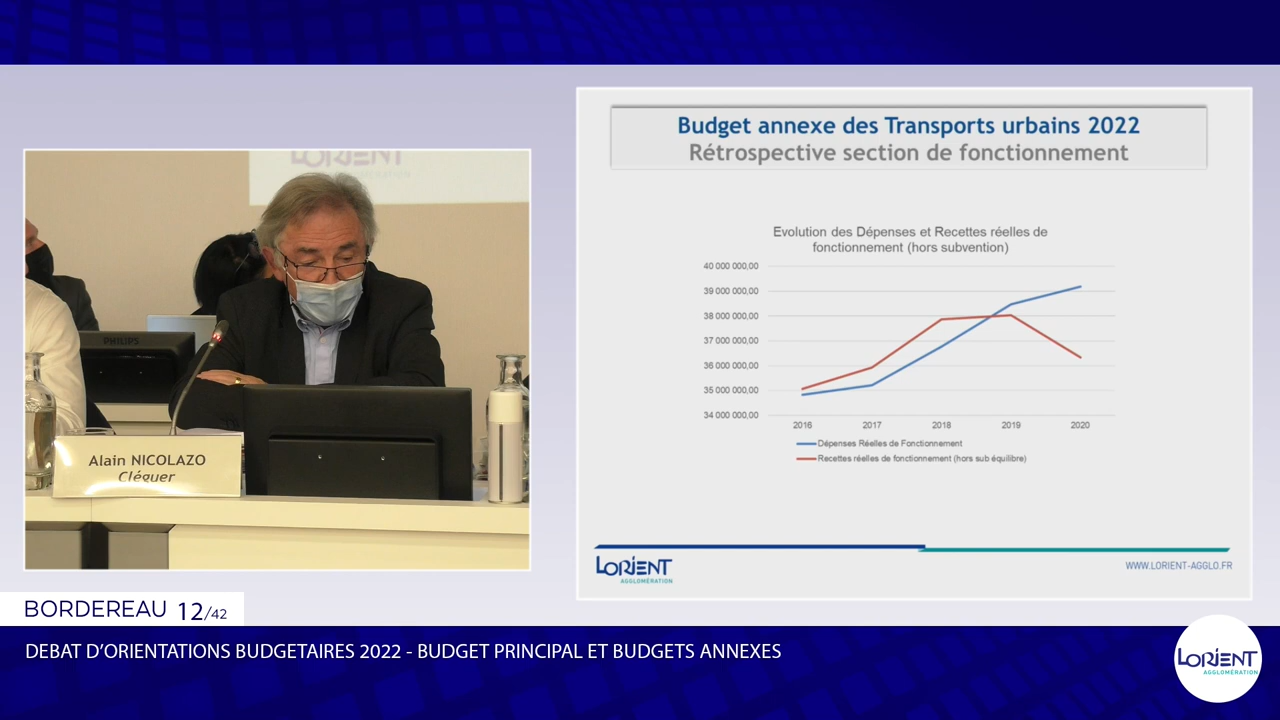 LORIENT
PHILIPS
Alain NICOLAZO
Cléguer
Budget annexe des Transports urbains 2022
Rétrospective section de fonctionnement
Evolution des Dépenses et Recettes réelles de
fonctionnement (hors subvention)
40 000 000,00
39 000 000,00
38 000 000,00
37 000 000,00
36 000 000,00
35 000 000,00
34 000 000,00
2016 2017 2018 2019 2020
Dépenses Réelles de Fonctionnement
Recettes réelles de fonctionnement (hors sub équilibre)
LORIENT
AGGLOMÉRATION
WWW.LORIENT-AGGLO.FR
BORDEREAU 12/42
DEBAT D'ORIENTATIONS BUDGETAIRES 2022 - BUDGET PRINCIPAL ET BUDGETS ANNEXES
LORIENT
AGGLOMÉRATION